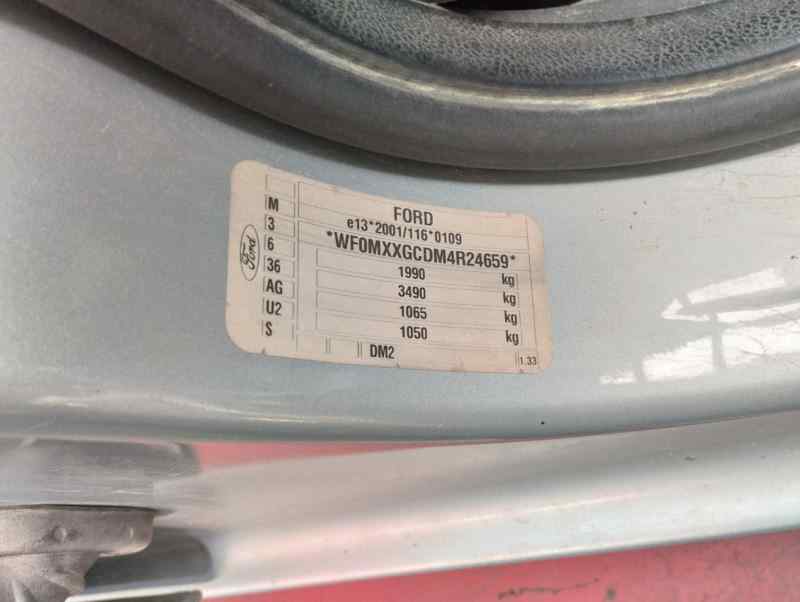 Ford
M
3
6
36
AG
U2
S
FORD
e13*2001/116*0109
*WF0MXXGCDM4R24659*
1990 kg
3490 kg
1065 kg
1050 kg
DM2
1.33